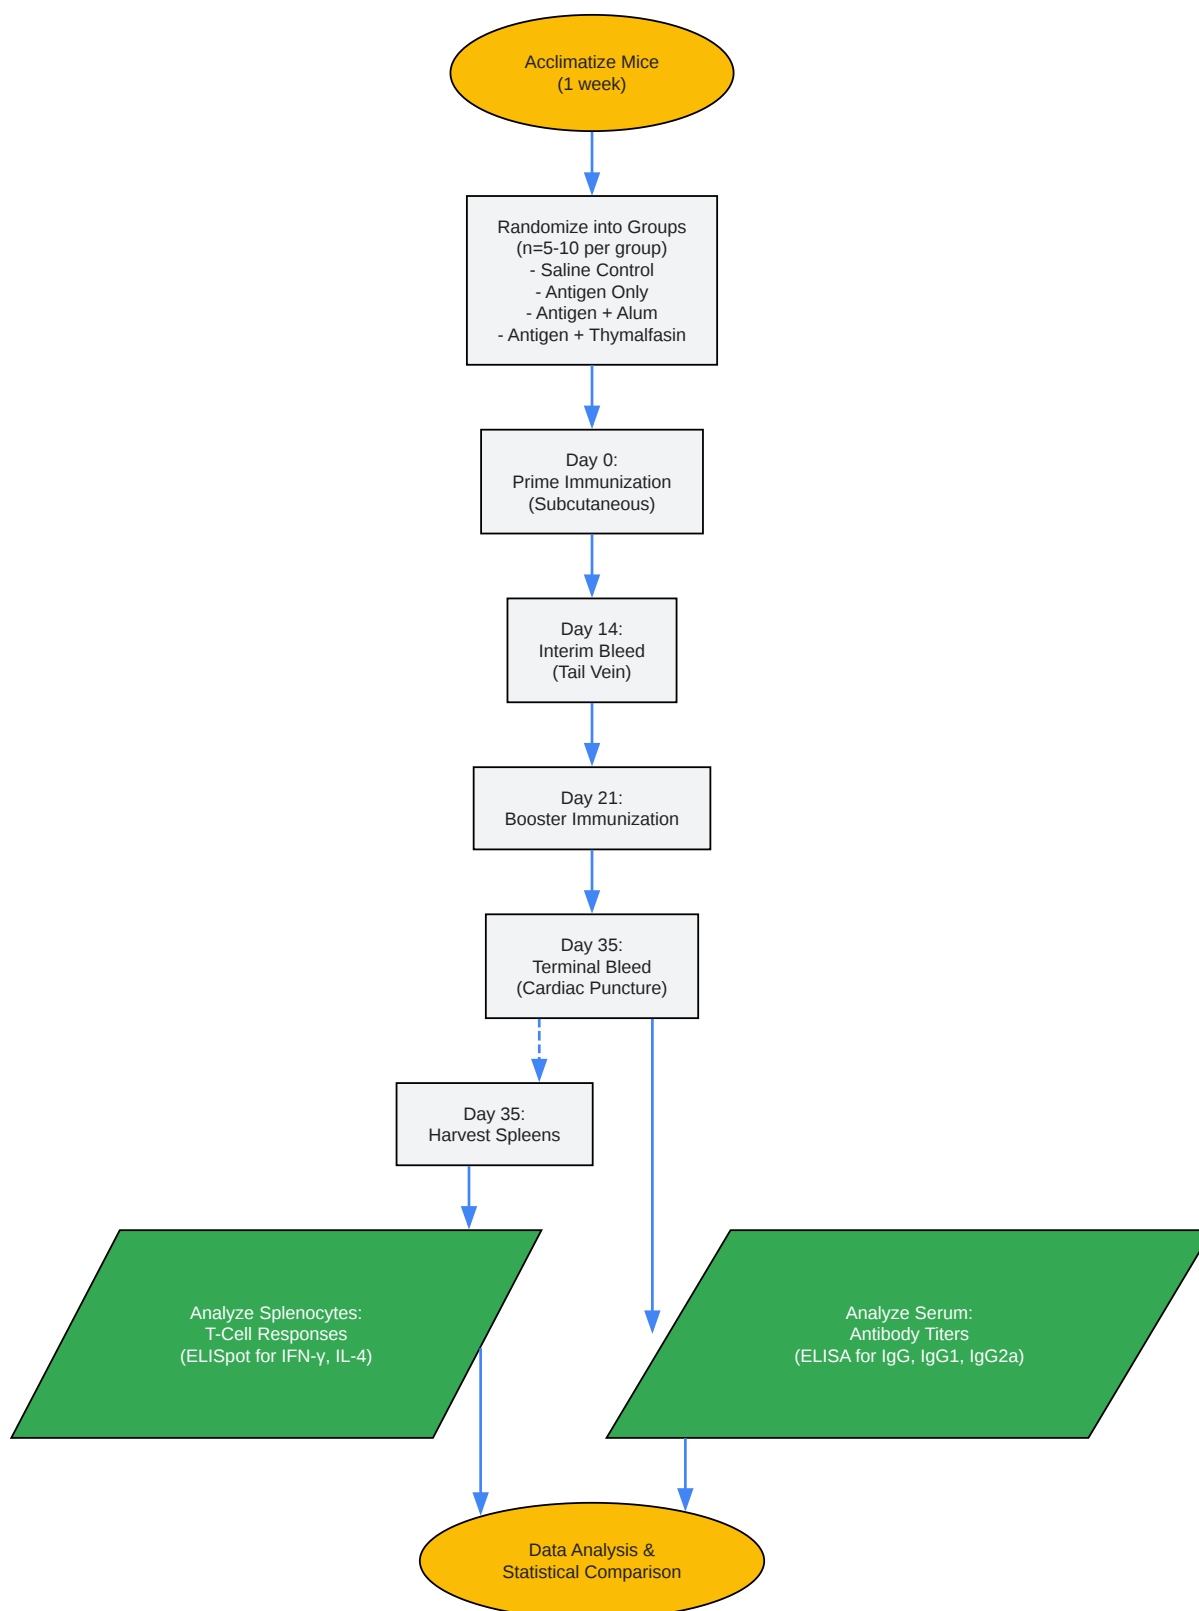 Acclimatize Mice
(1 week)
Randomize into Groups
(n=5-10 per group)
- Saline Control
- Antigen Only
- Antigen + Alum
- Antigen + Thymalfasin
Day 0:
Prime Immunization
(Subcutaneous)
Day 14:
Interim Bleed
(Tail Vein)
Day 21:
Booster Immunization
Day 35:
Terminal Bleed
(Cardiac Puncture)
Day 35:
Harvest Spleens
Analyze Splenocytes:
T-Cell Responses
(ELISpot for IFN-γ, IL-4)
Analyze Serum:
Antibody Titers
(ELISA for IgG, IgG1, IgG2a)
Data Analysis &
Statistical Comparison